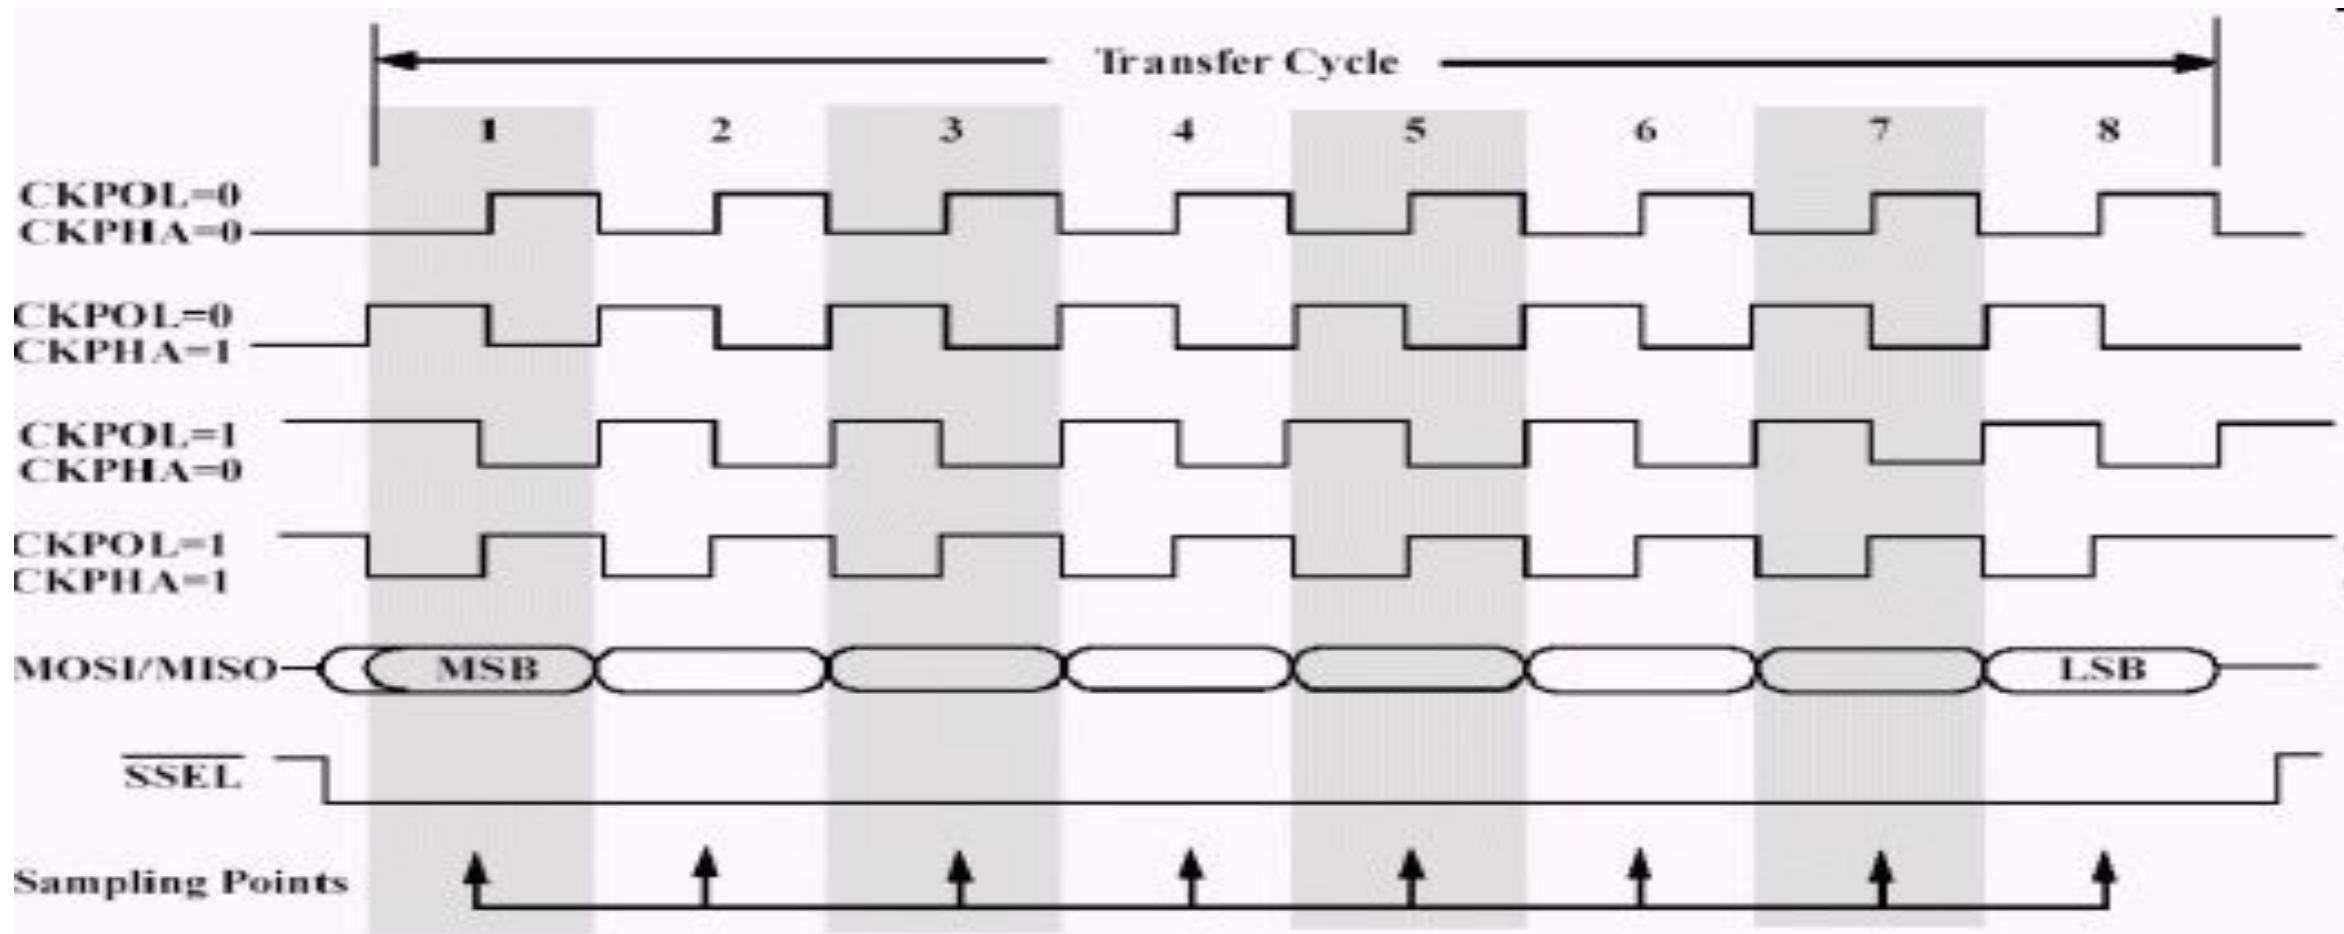 Transfer Cycle
1 2 3 4 5 6 7 8
CKPOL=0
CKPHA=0
CKPOL=0
CKPHA=1
CKPOL=1
CKPHA=0
CKPOL=1
CKPHA=1
MOSI/MISO MSB LSB
SSEL
Sampling Points